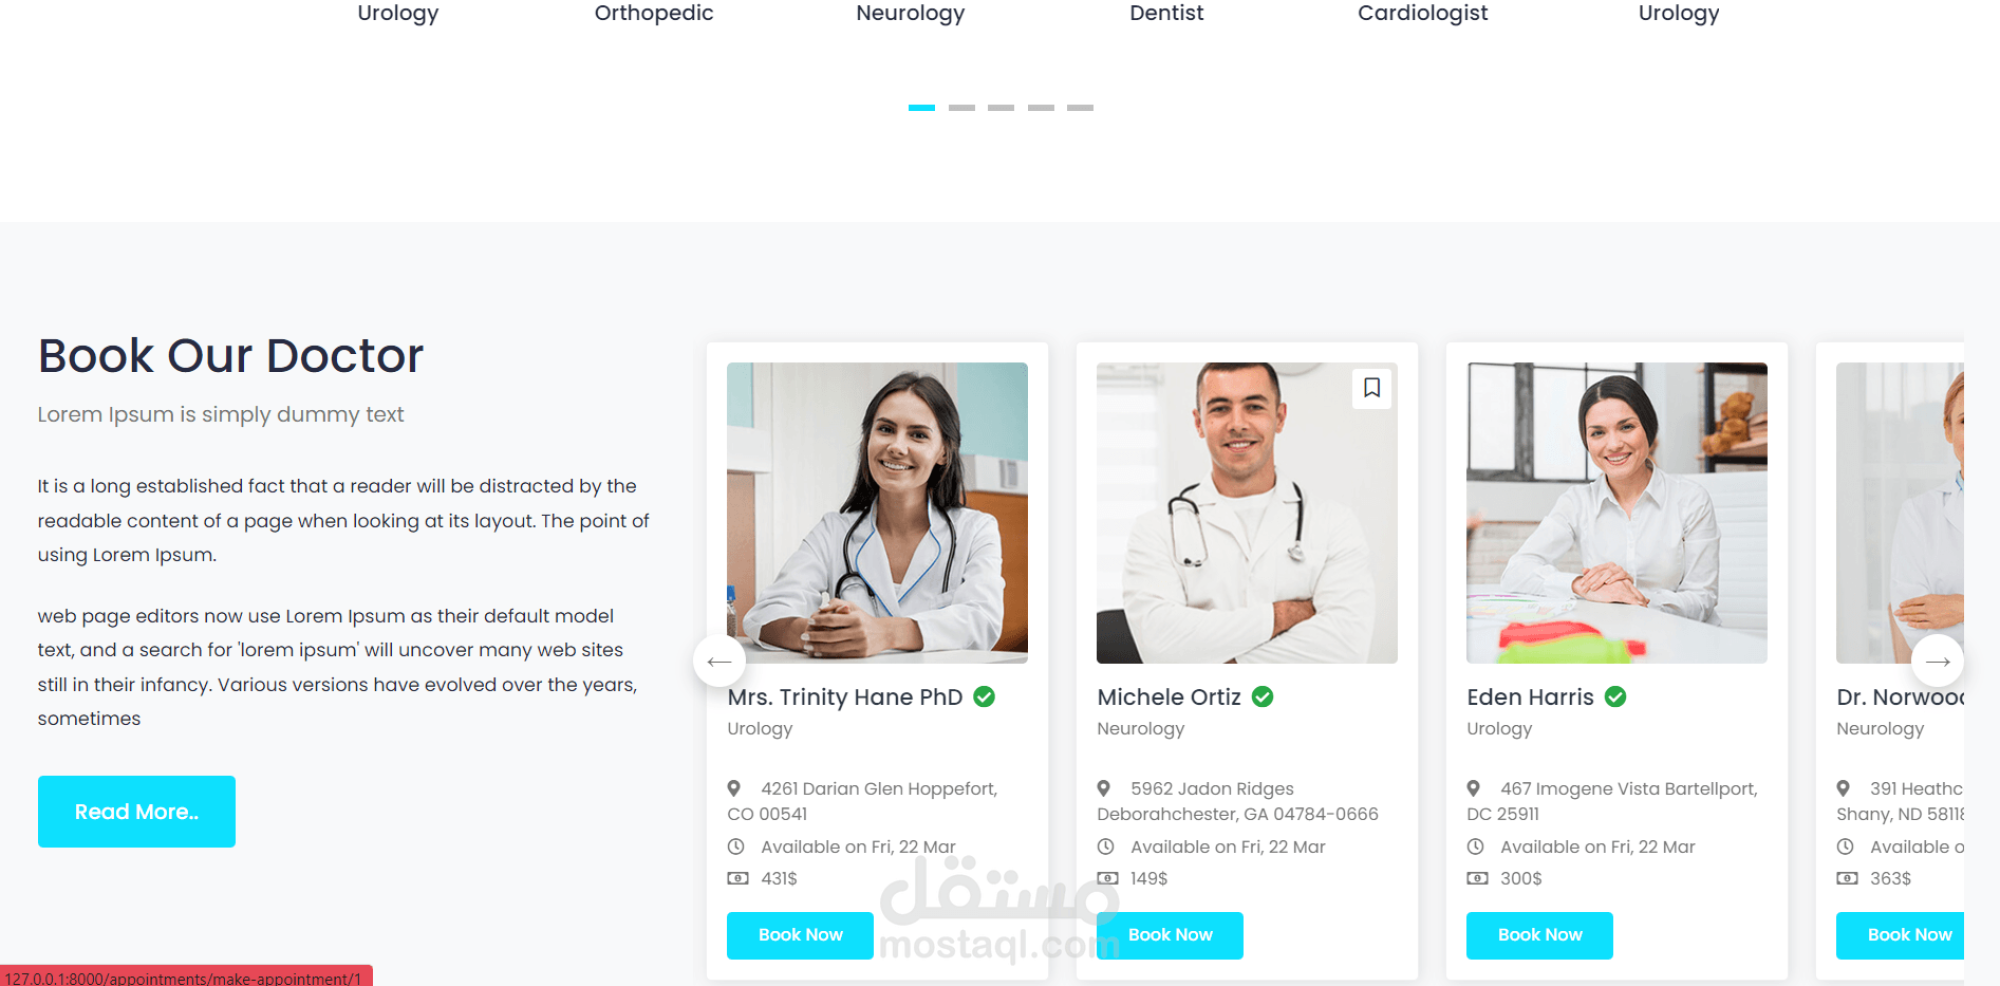 Urology
Orthopedic
Neurology
Dentist
Cardiologist
Urology
Book Our Doctor
Lorem Ipsum is simply dummy text
It is a long established fact that a reader will be distracted by the
readable content of a page when looking at its layout. The point of
using Lorem Ipsum.
web page editors now use Lorem Ipsum as their default model
text, and a search for 'lorem ipsum' will uncover many web sites
still in their infancy. Various versions have evolved over the years,
sometimes
Read More..
Mrs. Trinity Hane PhD
Urology
4261 Darian Glen Hoppefort,
CO 00541
Available on Fri, 22 Mar
431$
Book Now
Michele Ortiz
Neurology
5962 Jadon Ridges
Deborahchester, GA 04784-0666
Available on Fri, 22 Mar
149$
Book Now
Eden Harris
Urology
467 Imogene Vista Bartellport,
DC 25911
Available on Fri, 22 Mar
300$
Book Now
Dr. Norwood
Neurology
391 Heathc
Shany, ND 58118
Available o
363$
Book Now
مستقل
mostaql.com
127.0.0.1:8000/appointments/make-appointment/1